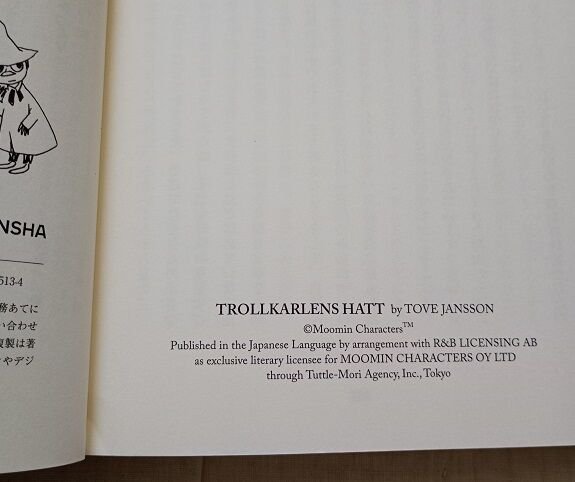 NSHA
513-4
務あてに
い合わせ
複製は著
やデジ
TROLLKARLENS HATT by TOVE JANSSON
©Moomin Characters™
Published in the Japanese Language by arrangement with R&B LICENSING AB
as exclusive literary licensee for MOOMIN CHARACTERS OY LTD
through Tuttle-Mori Agency, Inc., Tokyo